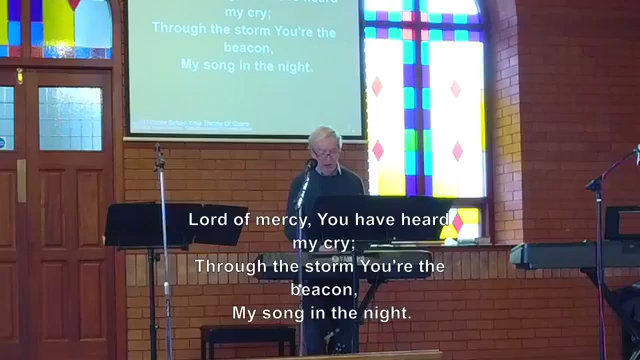 my cry;
Through the storm You're the
beacon,
My song in the night.
Lord of mercy, You have heard
my cry;
Through the storm You're the
beacon,
My song in the night.